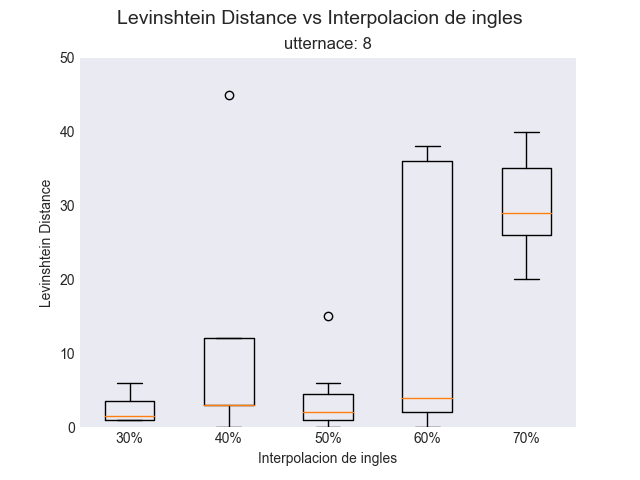 Levinshtein Distance vs Interpolacion de ingles
utternace: 8
50
40
30
20
10
0
Levinshtein Distance
30% 40% 50% 60% 70%
Interpolacion de ingles